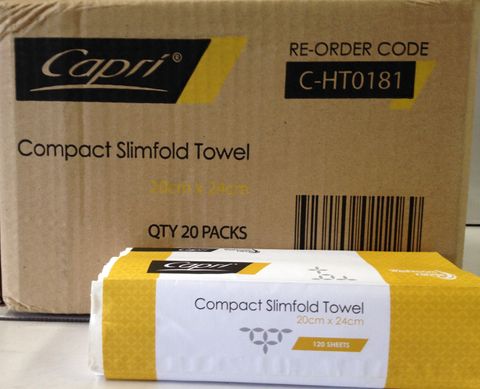 Capri®
RE-ORDER CODE
C-HT0181
Compact Slimfold Towel
20cm x 24cm
QTY 20 PACKS
Capri
Compact Slimfold Towel
20cm x 24cm
120 SHEETS